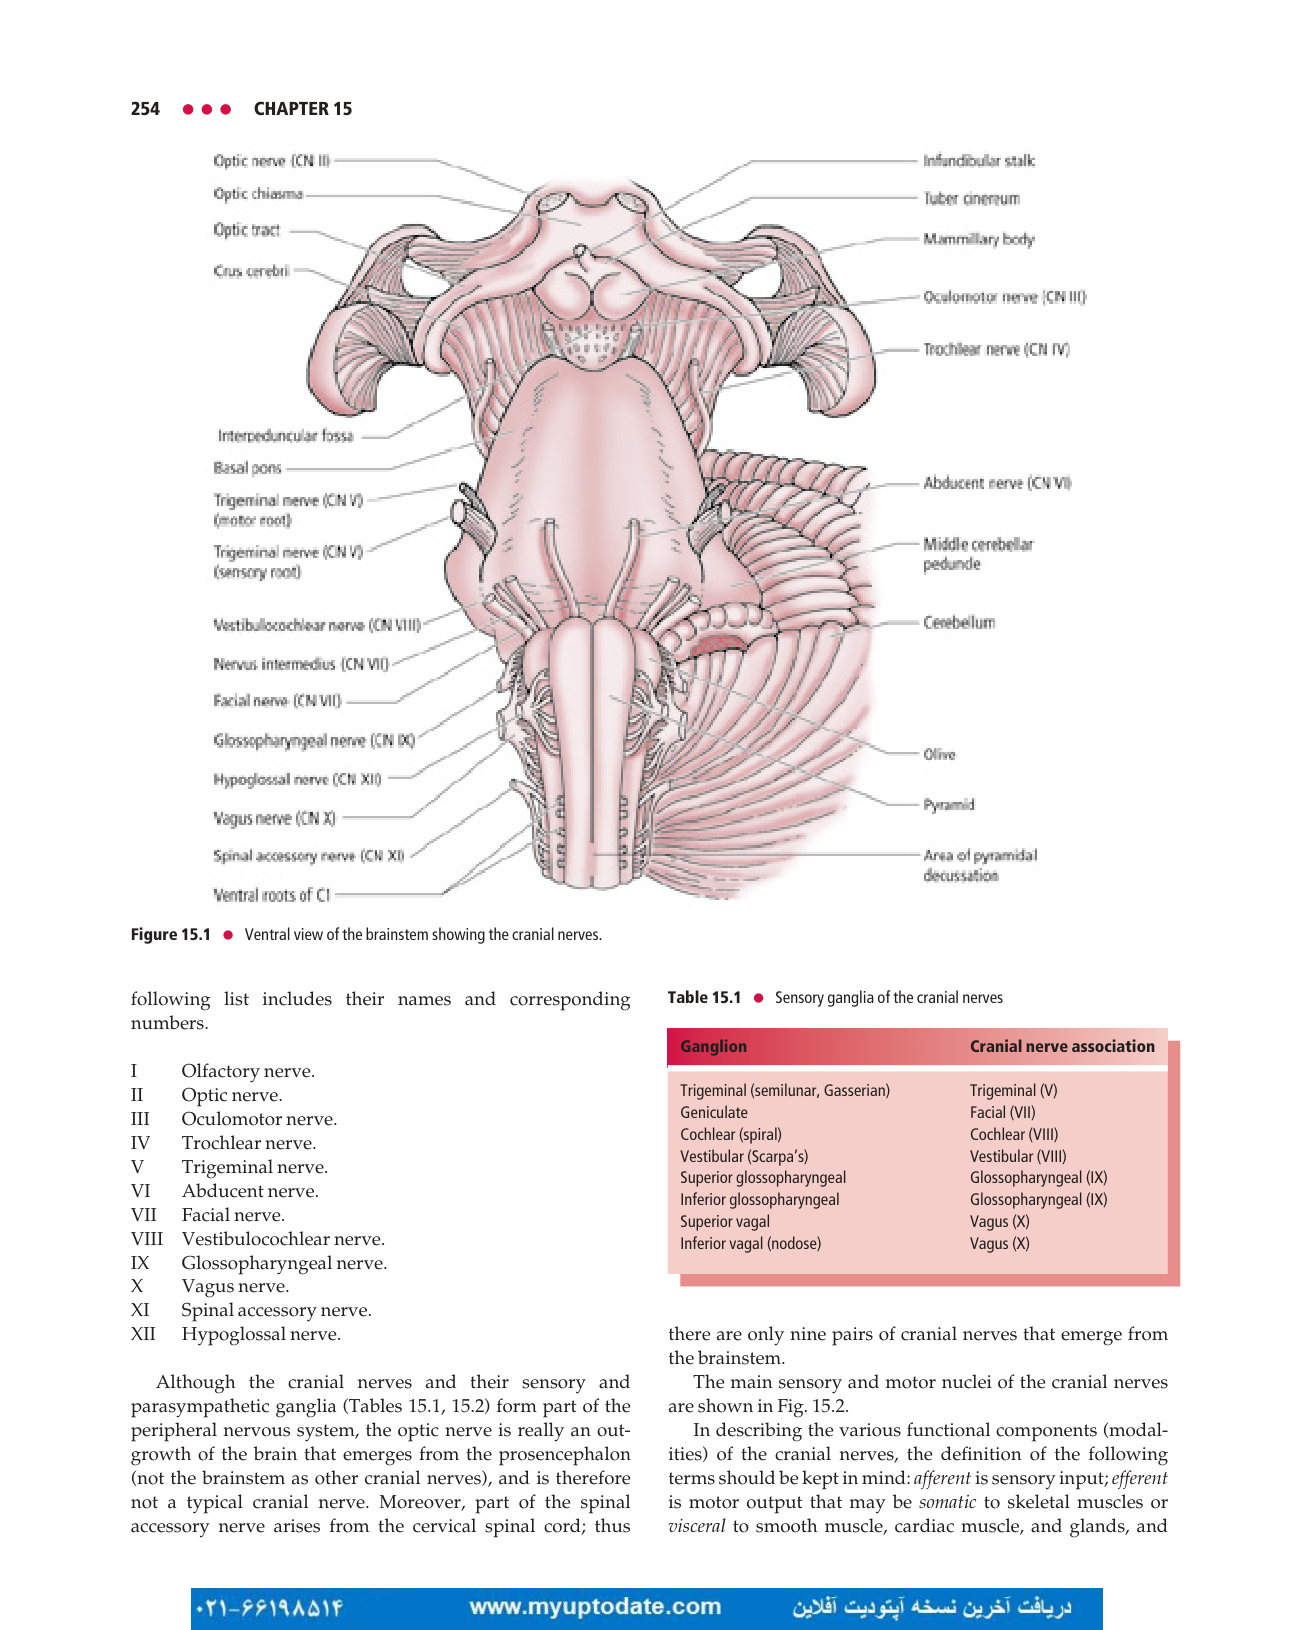 254 ● ● ● CHAPTER 15
Optic nerve (CN II)
Optic chiasma
Optic tract
Crus cerebri
Interpeduncular fossa
Basal pons
Trigeminal nerve (CN V)
(motor root)
Trigeminal nerve (CN V)
(sensory root)
Vestibulocochlear nerve (CN VIII)
Nervus intermedius (CN VII)
Facial nerve (CN VII)
Glossopharyngeal nerve (CN IX)
Hypoglossal nerve (CN XII)
Vagus nerve (CN X)
Spinal accessory nerve (CN XI)
Ventral roots of C1
Infundibular stalk
Tuber cinereum
Mammillary body
Oculomotor nerve (CN III)
Trochlear nerve (CN IV)
Abducent nerve (CN VI)
Middle cerebellar
peduncle
Cerebellum
Olive
Pyramid
Area of pyramidal
decussation
Figure 15.1 ● Ventral view of the brainstem showing the cranial nerves.
following list includes their names and corresponding
numbers.
I Olfactory nerve.
II Optic nerve.
III Oculomotor nerve.
IV Trochlear nerve.
V Trigeminal nerve.
VI Abducent nerve.
VII Facial nerve.
VIII Vestibulocochlear nerve.
IX Glossopharyngeal nerve.
X Vagus nerve.
XI Spinal accessory nerve.
XII Hypoglossal nerve.
Although the cranial nerves and their sensory and
parasympathetic ganglia (Tables 15.1, 15.2) form part of the
peripheral nervous system, the optic nerve is really an out-
growth of the brain that emerges from the prosencephalon
(not the brainstem as other cranial nerves), and is therefore
not a typical cranial nerve. Moreover, part of the spinal
accessory nerve arises from the cervical spinal cord; thus
Table 15.1 ● Sensory ganglia of the cranial nerves
Ganglion Cranial nerve association
Trigeminal (semilunar, Gasserian) Trigeminal (V)
Geniculate Facial (VII)
Cochlear (spiral) Cochlear (VIII)
Vestibular (Scarpa's) Vestibular (VIII)
Superior glossopharyngeal Glossopharyngeal (IX)
Inferior glossopharyngeal Glossopharyngeal (IX)
Superior vagal Vagus (X)
Inferior vagal (nodose) Vagus (X)
there are only nine pairs of cranial nerves that emerge from
the brainstem.
The main sensory and motor nuclei of the cranial nerves
are shown in Fig. 15.2.
In describing the various functional components (modal-
ities) of the cranial nerves, the definition of the following
terms should be kept in mind: afferent is sensory input; efferent
is motor output that may be somatic to skeletal muscles or
visceral to smooth muscle, cardiac muscle, and glands, and
۰۲۱-۶۶۱۹۸۵۱۴ www.myuptodate.com دریافت آخرین نسخه آپتودیت آفلاین